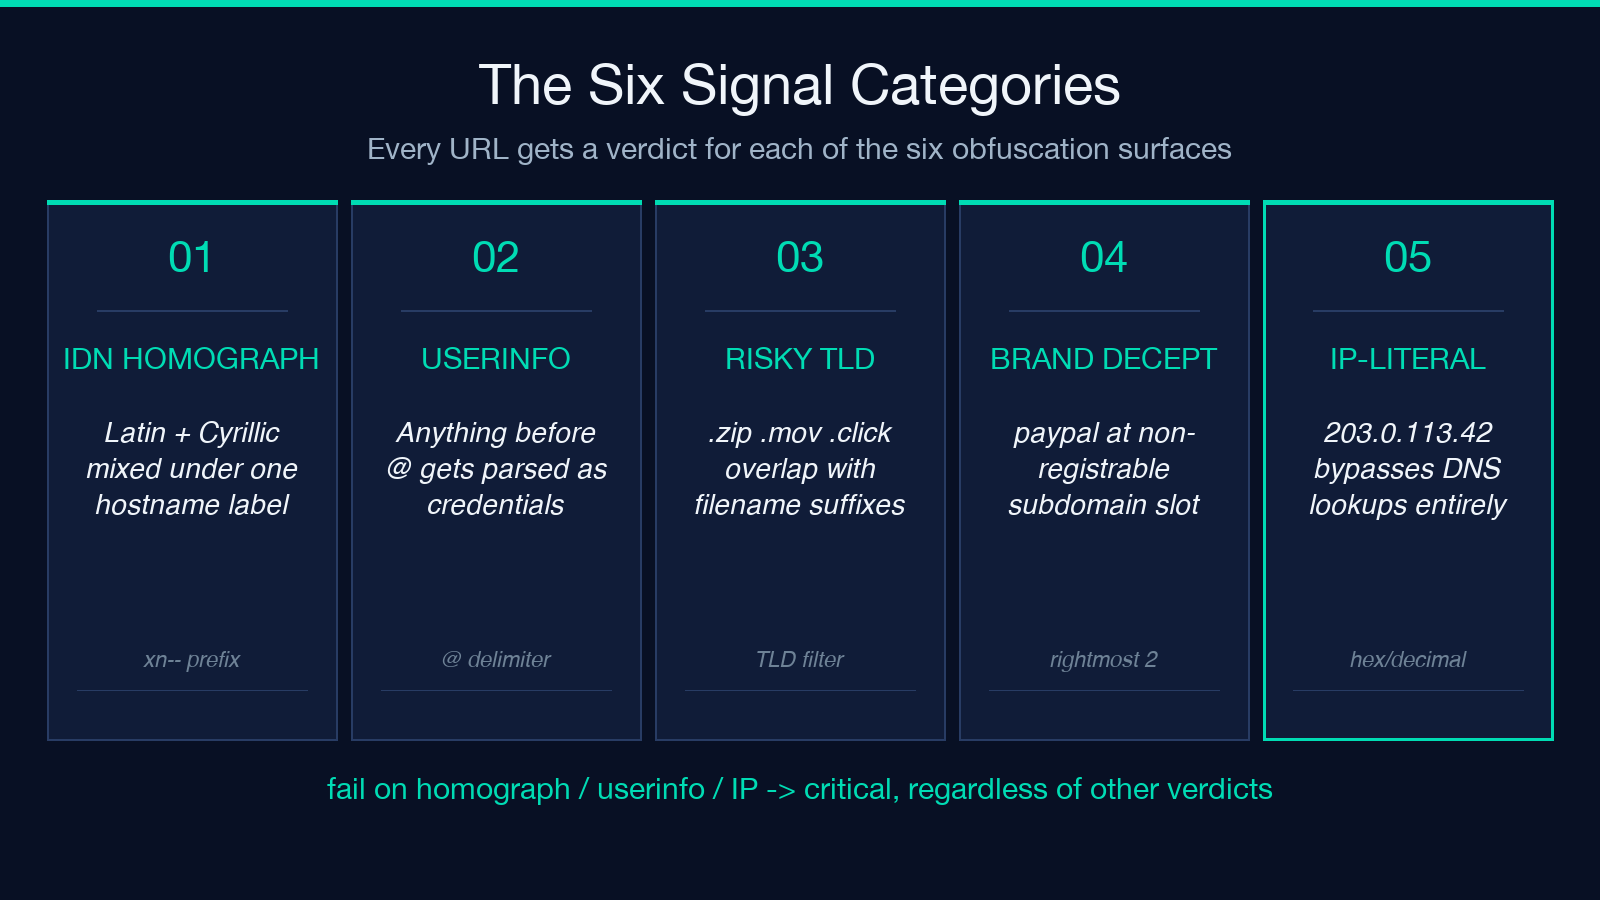 The Six Signal Categories
Every URL gets a verdict for each of the six obfuscation surfaces
01
IDN HOMOGRAPH
Latin + Cyrillic
mixed under one
hostname label
xn-- prefix
02
USERINFO
Anything before
@ gets parsed as
credentials
@ delimiter
03
RISKY TLD
.zip .mov .click
overlap with
filename suffixes
TLD filter
04
BRAND DECEPT
paypal at non-
registrable
subdomain slot
rightmost 2
05
IP-LITERAL
203.0.113.42
bypasses DNS
lookups entirely
hex/decimal
fail on homograph / userinfo / IP -> critical, regardless of other verdicts